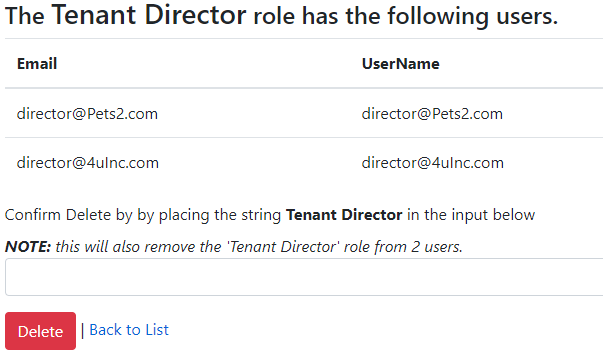 The Tenant Director role has the following users.
Email UserName
director@Pets2.com director@Pets2.com
director@4uInc.com director@4uInc.com
Confirm Delete by by placing the string Tenant Director in the input below
NOTE: this will also remove the 'Tenant Director' role from 2 users.
Delete | Back to List